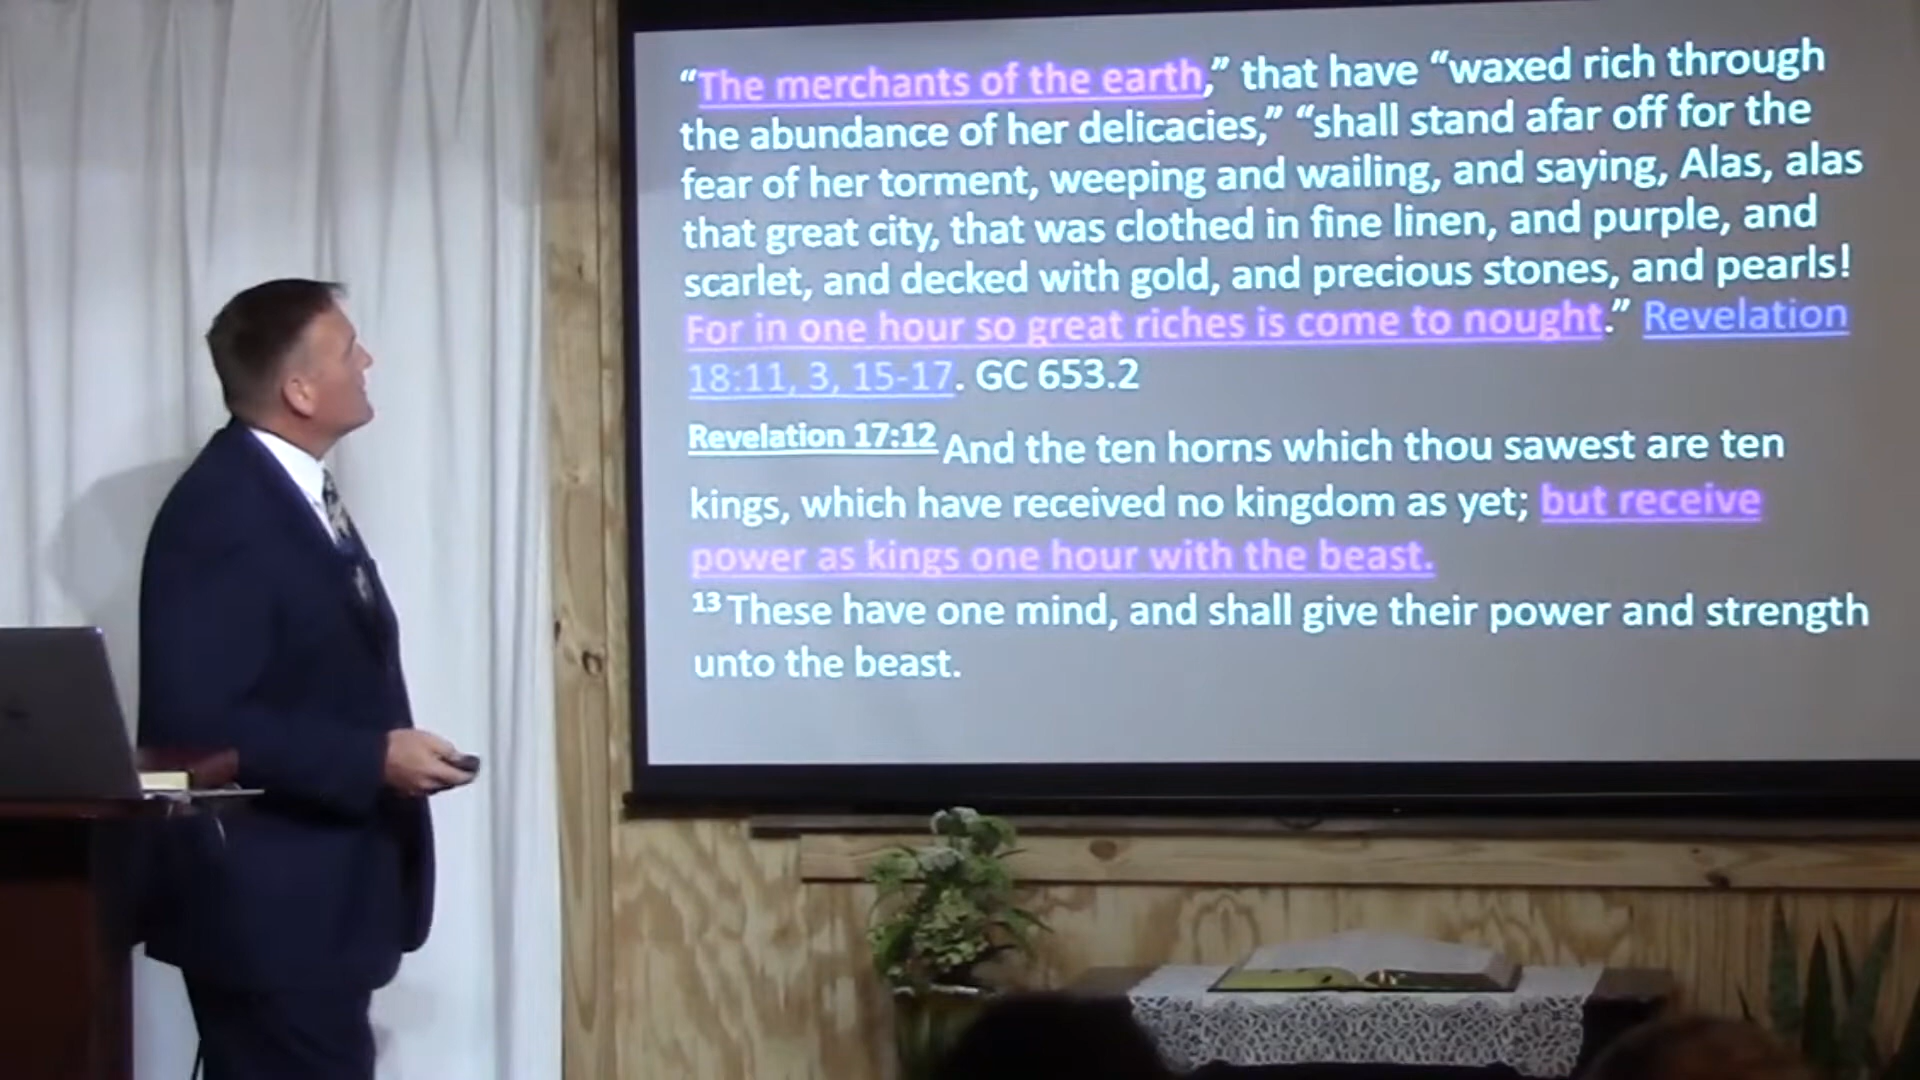 “The merchants of the earth,” that have “waxed rich through
the abundance of her delicacies,” “shall stand afar off for the
fear of her torment, weeping and wailing, and saying, Alas, alas
that great city, that was clothed in fine linen, and purple, and
scarlet, and decked with gold, and precious stones, and pearls!
For in one hour so great riches is come to nought.” Revelation
18:11, 3, 15-17. GC 653.2
Revelation 17:12 And the ten horns which thou sawest are ten
kings, which have received no kingdom as yet; but receive
power as kings one hour with the beast.
13 These have one mind, and shall give their power and strength
unto the beast.